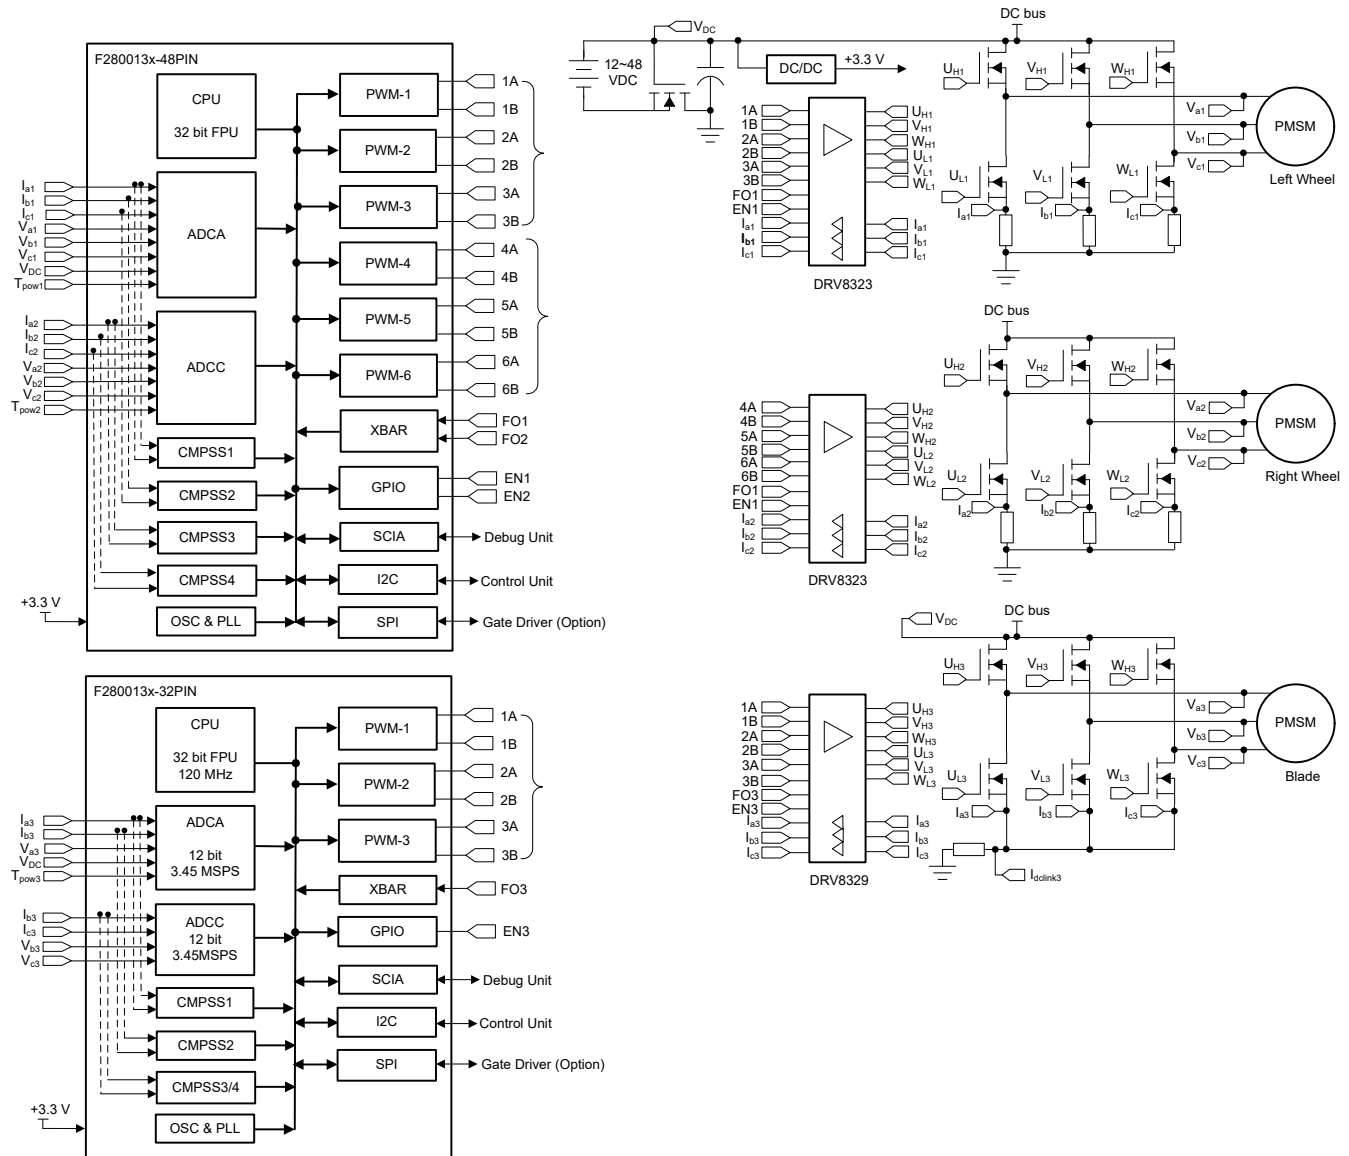 F280013x-48PIN
CPU
32 bit FPU
ADCA
ADCC
CMPSS1
CMPSS2
CMPSS3
CMPSS4
OSC & PLL
PWM-1
PWM-2
PWM-3
PWM-4
PWM-5
PWM-6
XBAR
GPIO
SCIA
I2C
SPI
Ia1
Ib1
Ic1
Va1
Vb1
Vc1
VDC
Tpow1
Ia2
Ib2
Ic2
Va2
Vb2
Vc2
Tpow2
+3.3 V
1A
1B
2A
2B
3A
3B
4A
4B
5A
5B
6A
6B
FO1
FO2
EN1
EN2
Debug Unit
Control Unit
Gate Driver (Option)
F280013x-32PIN
CPU
32 bit FPU
120 MHz
ADCA
12 bit
3.45 MSPS
ADCC
12 bit
3.45MSPS
CMPSS1
CMPSS2
CMPSS3/4
OSC & PLL
PWM-1
PWM-2
PWM-3
XBAR
GPIO
SCIA
I2C
SPI
Ia3
Ib3
Va3
VDC
Tpow3
Ib3
Ic3
Vb3
Vc3
+3.3 V
1A
1B
2A
2B
3A
3B
FO3
EN3
Debug Unit
Control Unit
Gate Driver (Option)
VDC
12~48
VDC
DC/DC
+3.3 V
1A
1B
2A
2B
3A
3B
FO1
EN1
Ia1
Ib1
Ic1
UH1
VH1
WH1
UL1
VL1
WL1
Ia1
Ib1
Ic1
DRV8323
DC bus
UH1
VH1
WH1
UL1
VL1
WL1
Ia1
Ib1
Ic1
Va1
Vb1
Vc1
PMSM
Left Wheel
4A
4B
5A
5B
6A
6B
FO1
EN1
Ia2
Ib2
Ic2
UH2
VH2
WH2
UL2
VL2
WL2
Ia2
Ib2
Ic2
DRV8323
DC bus
UH2
VH2
WH2
UL2
VL2
WL2
Ia2
Ib2
Ic2
Va2
Vb2
Vc2
PMSM
Right Wheel
1A
1B
2A
2B
3A
3B
FO3
EN3
Ia3
Ib3
Ic3
UH3
VH3
WH3
UL3
VL3
WL3
Ia3
Ib3
Ic3
DRV8329
VDC
DC bus
UH3
VH3
WH3
UL3
VL3
WL3
Ia3
Ib3
Ic3
Idclink3
Va3
Vb3
Vc3
PMSM
Blade